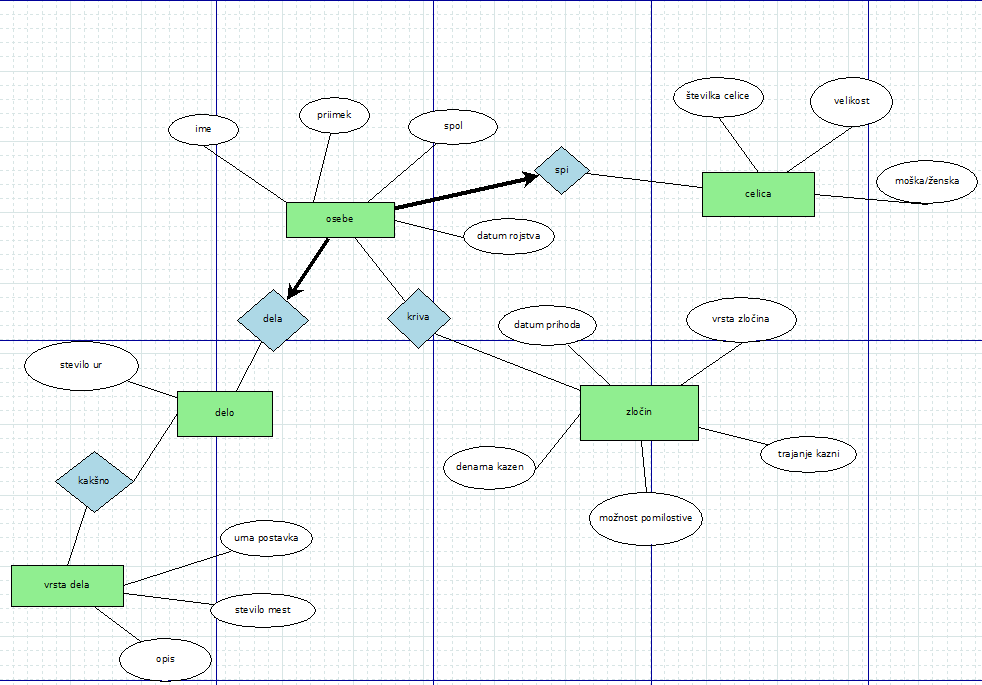 številka celice
velikost
priimek
ime
spol
spi
moška/ženska
celica
osebe
datum rojstva
dela
kriva
datum prihoda
vrsta zločina
stevilo ur
delo
zločin
denarna kazen
trajanje kazni
kakšno
možnost pomilostive
urna postavka
vrsta dela
stevilo mest
opis